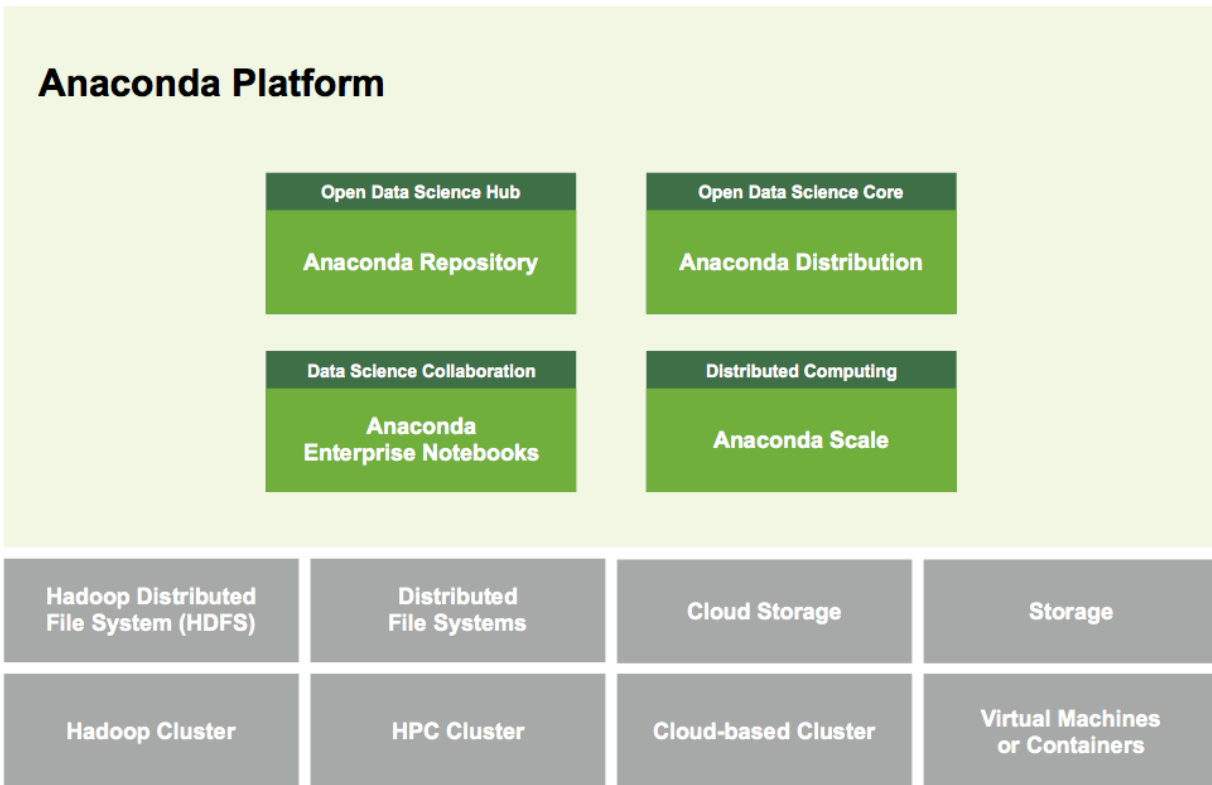 Anaconda Platform
Open Data Science Hub
Anaconda Repository
Open Data Science Core
Anaconda Distribution
Data Science Collaboration
Anaconda
Enterprise Notebooks
Distributed Computing
Anaconda Scale
Hadoop Distributed
File System (HDFS)
Distributed
File Systems
Cloud Storage
Storage
Hadoop Cluster
HPC Cluster
Cloud-based Cluster
Virtual Machines
or Containers